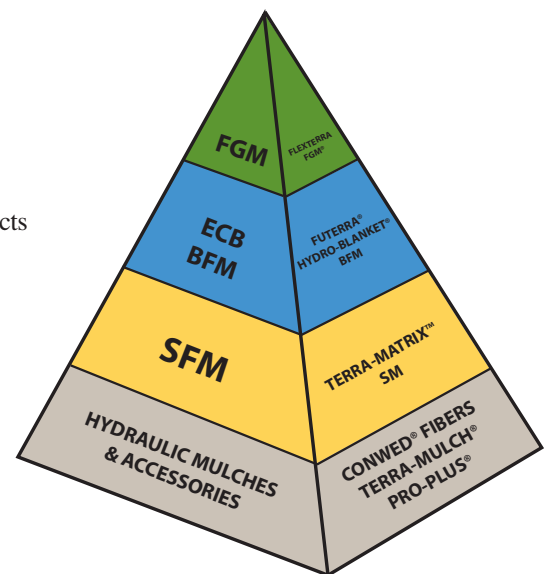 FGM
FLEXTERRA
FGM®
cts
ECB
BFM
FUTERRA®
HYDRO-BLANKET®
BFM
SFM
TERRA-MATRIX™
SM
HYDRAULIC MULCHES
& ACCESSORIES
CONWED® FIBERS
TERRA-MULCH®
PRO-PLUS®